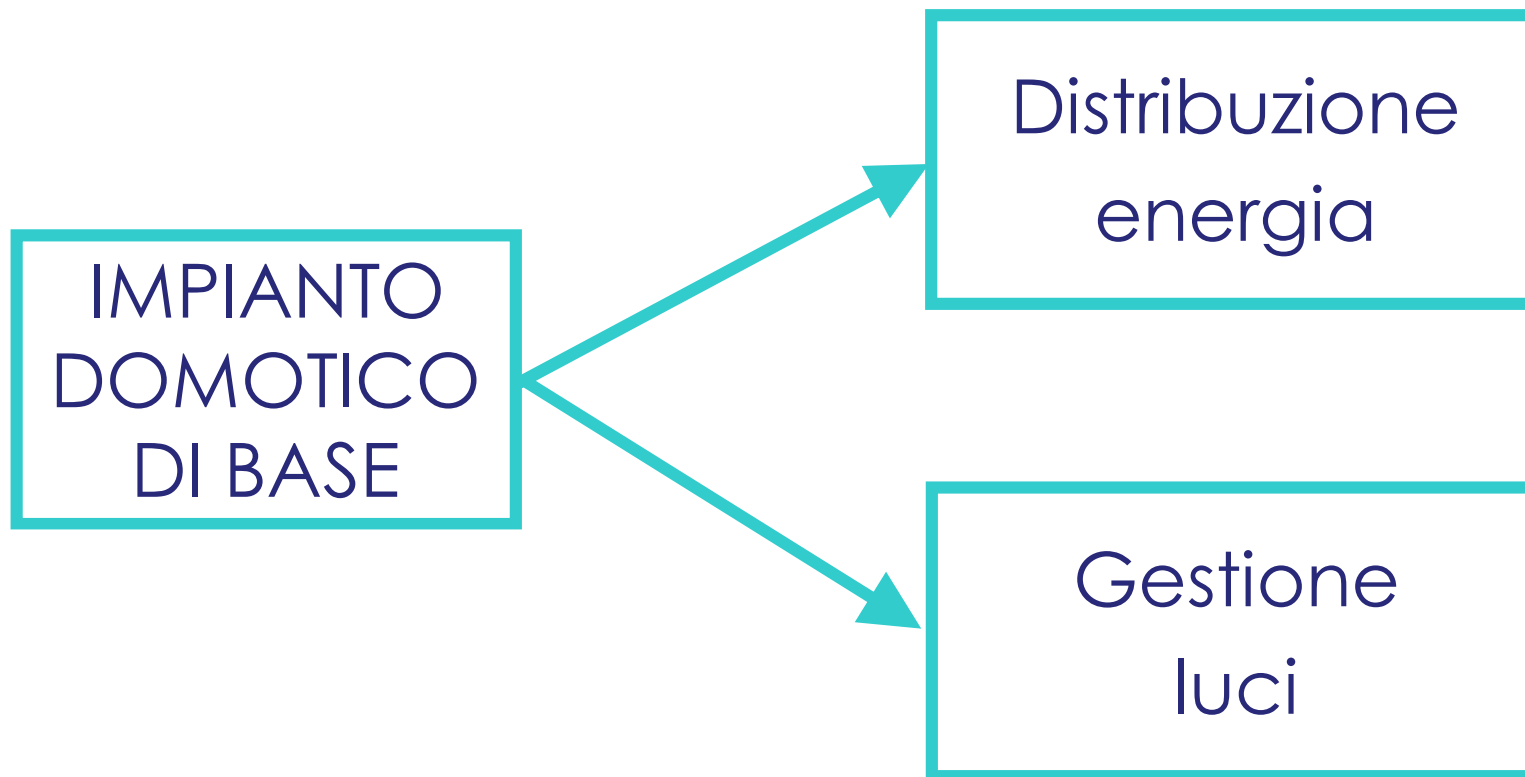 IMPIANTO
DOMOTICO
DI BASE
Distribuzione
energia
Gestione
luci